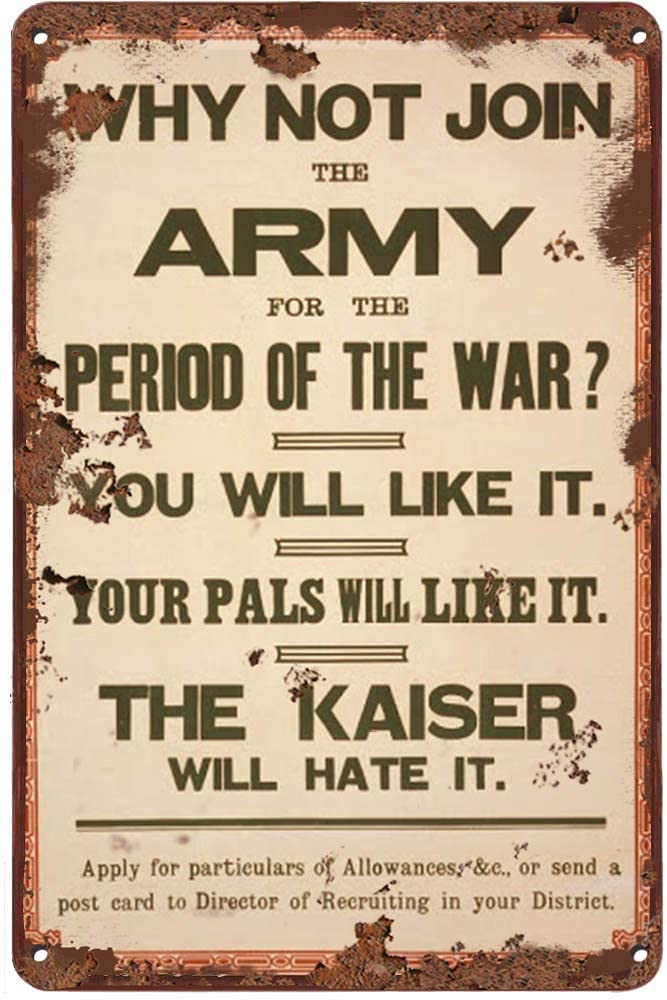 WHY NOT JOIN
THE
ARMY
FOR THE
PERIOD OF THE WAR?
YOU WILL LIKE IT.
YOUR PALS WILL LIKE IT.
THE KAISER
WILL HATE IT.
Apply for particulars of Allowances, &c., or send a
post card to Director of Recruiting in your District.